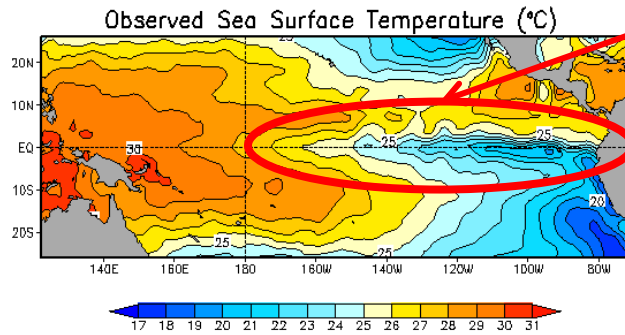 Observed Sea Surface Temperature (°C)
20N
10N
EQ
10S
20S
25
30
25
25
20
25
25
140E 160E 180 160W 140W 120W 100W 80W
17 18 19 20 21 22 23 24 25 26 27 28 29 30 31